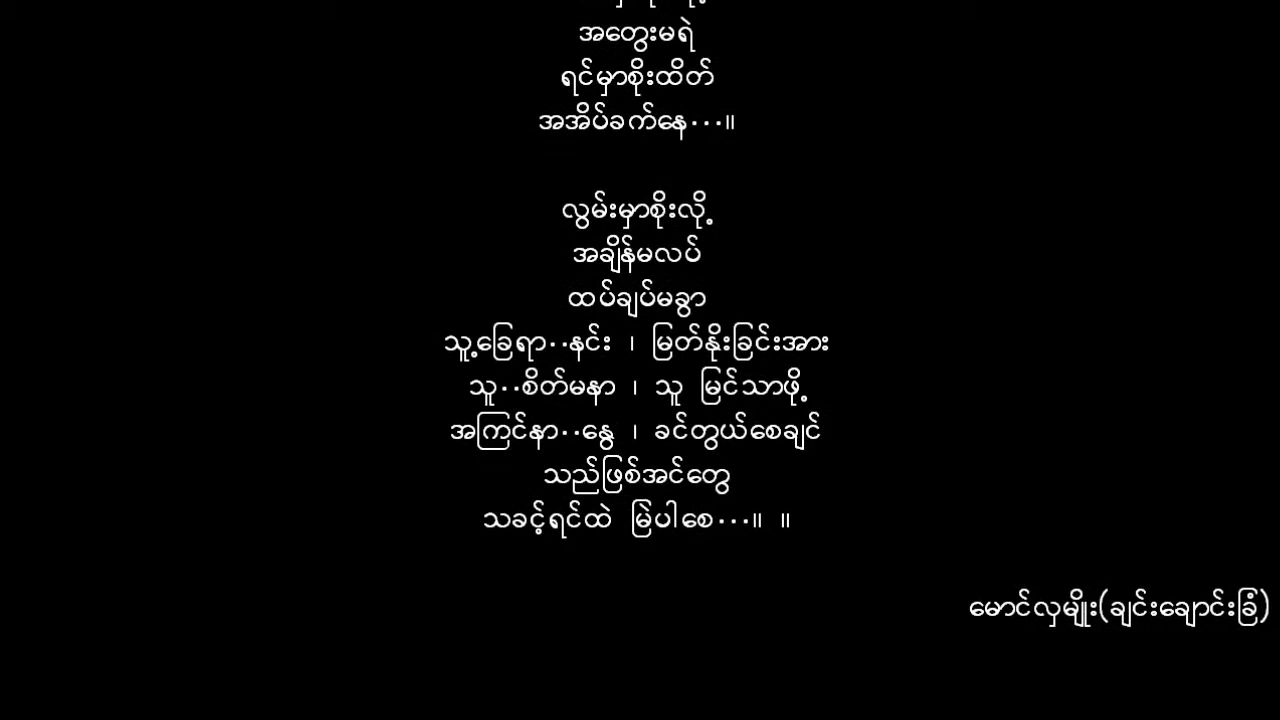 အတွေးမရဲ
ရင်မှာစိုးထိတ်
အအိပ်ခက်နေ...။
လွမ်းမှာစိုးလို့
အချိန်မလပ်
ထပ်ချပ်မခွာ
သူ့ခြေရာ..နင်း ၊ မြတ်နိုးခြင်းအား
သူ..စိတ်မနာ ၊ သူ မြင်သာဖို့
အကြင်နာ..နွေ ၊ ခင်တွယ်စေချင်
သည်ဖြစ်အင်တွေ
သခင့်ရင်ထဲ မြဲပါစေ...။ ။
မောင်လှမျိုး(ချင်းချောင်းခြံ)